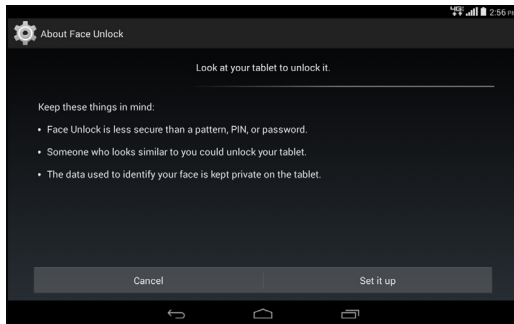 4G 2:56 PM
About Face Unlock
Look at your tablet to unlock it.
Keep these things in mind:
• Face Unlock is less secure than a pattern, PIN, or password.
• Someone who looks similar to you could unlock your tablet.
• The data used to identify your face is kept private on the tablet.
Cancel Set it up